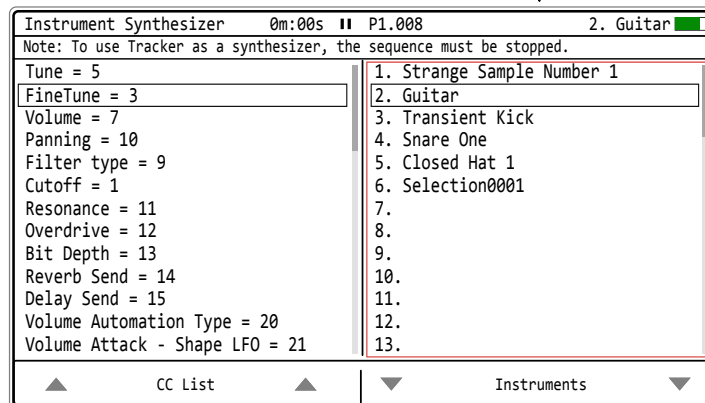 Instrument Synthesizer 0m:00s P1.008 2. Guitar
Note: To use Tracker as a synthesizer, the sequence must be stopped.
Tune = 5
FineTune = 3
Volume = 7
Panning = 10
Filter type = 9
Cutoff = 1
Resonance = 11
Overdrive = 12
Bit Depth = 13
Reverb Send = 14
Delay Send = 15
Volume Automation Type = 20
Volume Attack - Shape LFO = 21
1. Strange Sample Number 1
2. Guitar
3. Transient Kick
4. Snare One
5. Closed Hat 1
6. Selection0001
7.
8.
9.
10.
11.
12.
13.
CC List
Instruments